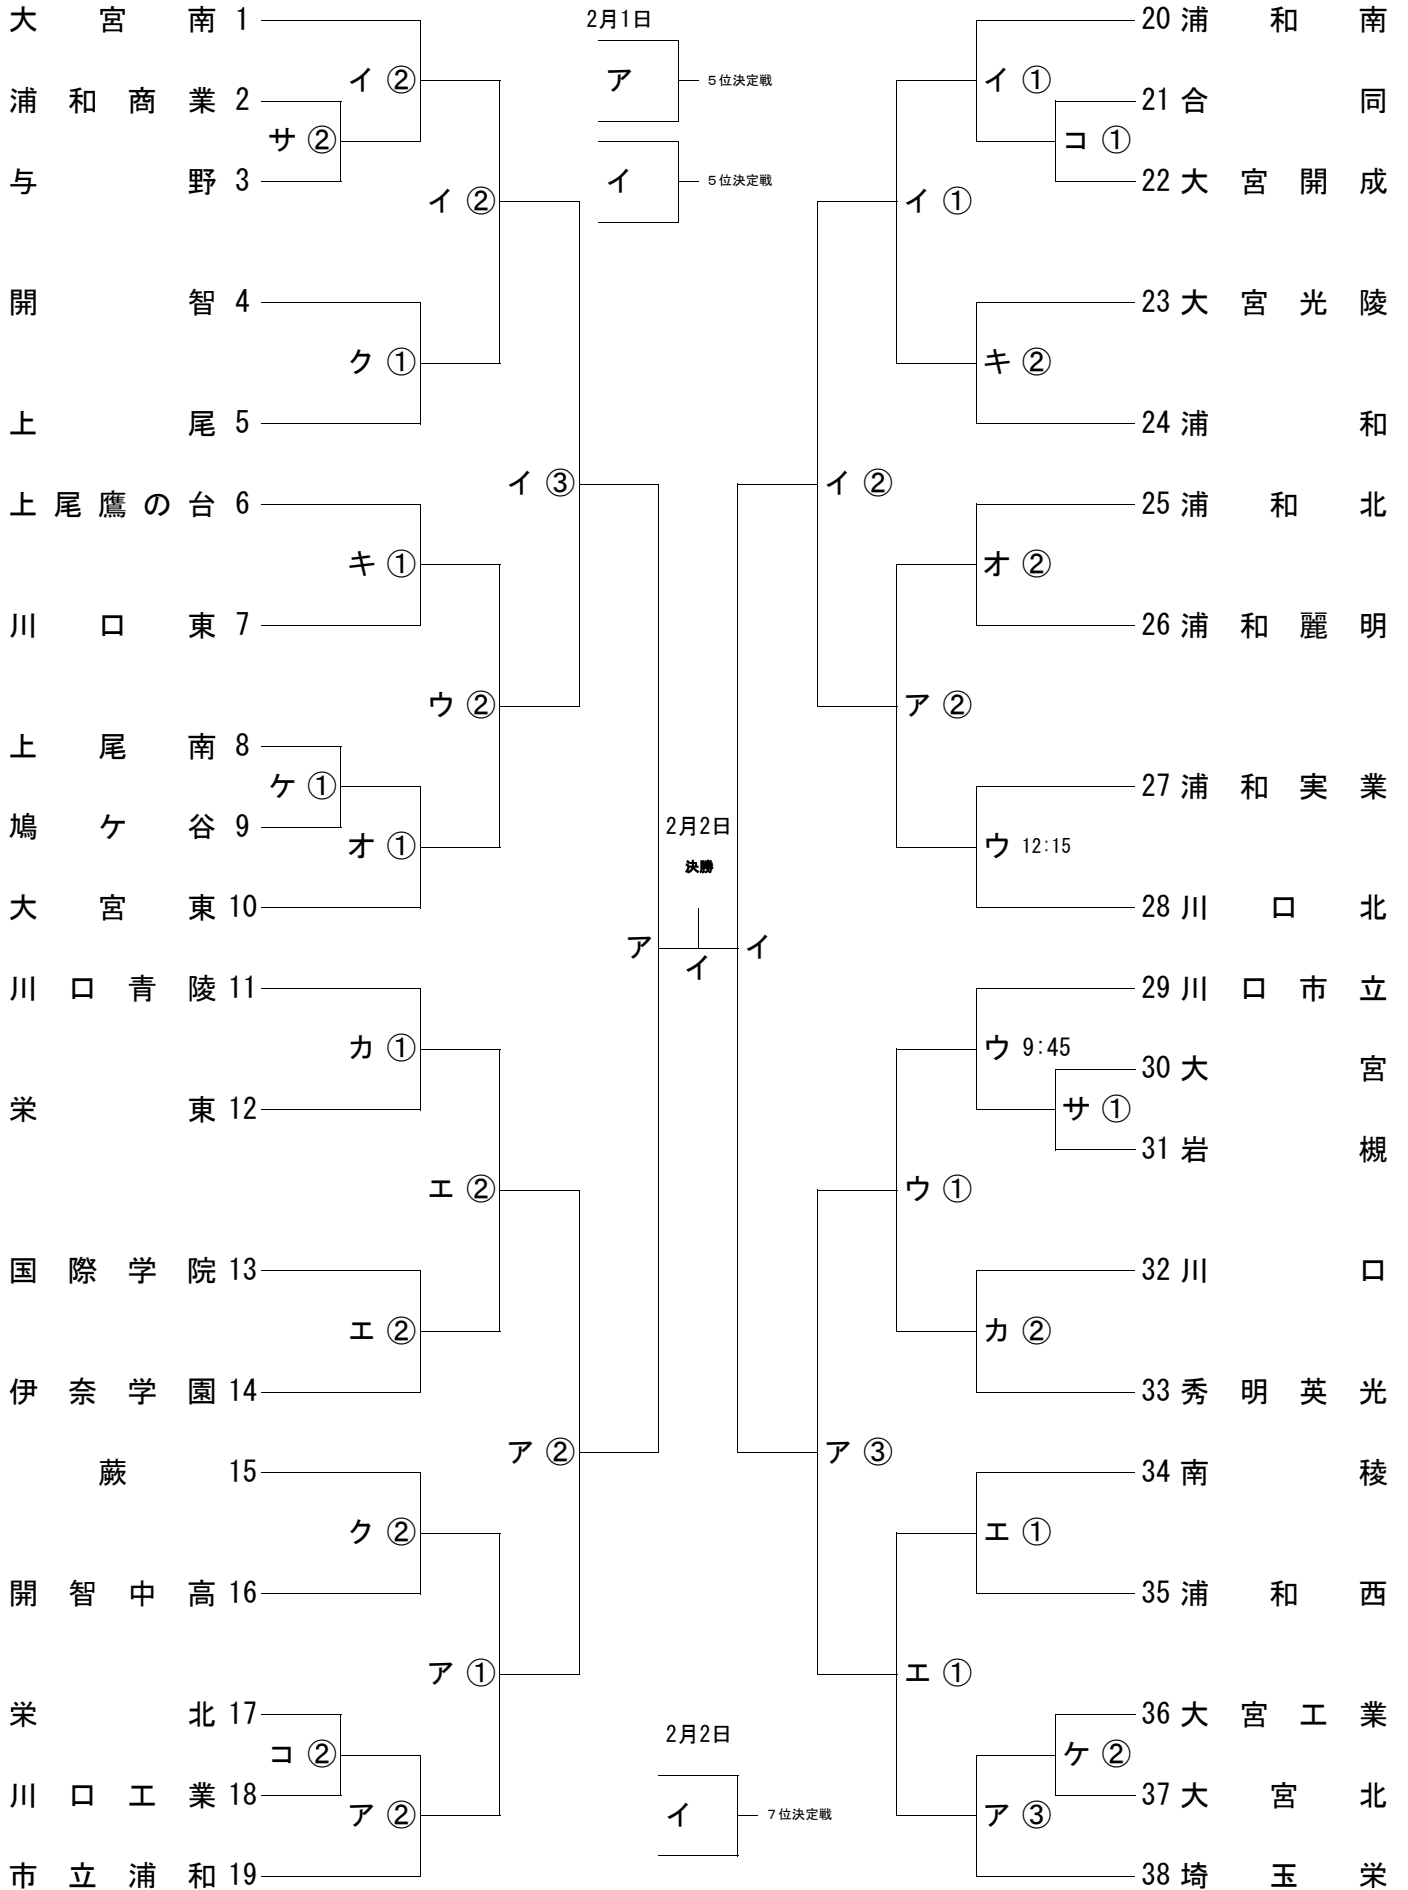 大宮南 1
イ ②
浦和商業 2
サ ②
与野 3
イ ②
開智 4
ク ①
上尾 5
イ ③
上尾鷹の台 6
キ ①
川口東 7
ウ ②
上尾南 8
ケ ①
鳩ケ谷 9
オ ①
大宮東 10
川口青陵 11
カ ①
栄東 12
エ ②
国際学院 13
エ ②
伊奈学園 14
ア ②
蕨 15
ク ②
開智中高 16
ア ①
栄北 17
コ ②
川口工業 18
ア ②
市立浦和 19
2月1日
ア
5位決定戦
イ
5位決定戦
2月2日
決勝
ア
イ
イ
2月2日
イ
7位決定戦
20 浦和南
イ ①
21 合同
コ ①
22 大宮開成
イ ①
23 大宮光陵
キ ②
24 浦和
イ ②
25 浦和北
オ ②
26 浦和麗明
ア ②
27 浦和実業
ウ 12:15
28 川口北
29 川口市立
ウ 9:45
30 大宮
サ ①
31 岩槻
ウ ①
32 川口
カ ②
33 秀明英光
ア ③
34 南稜
エ ①
35 浦和西
エ ①
36 大宮工業
ケ ②
37 大宮北
ア ③
38 埼玉栄